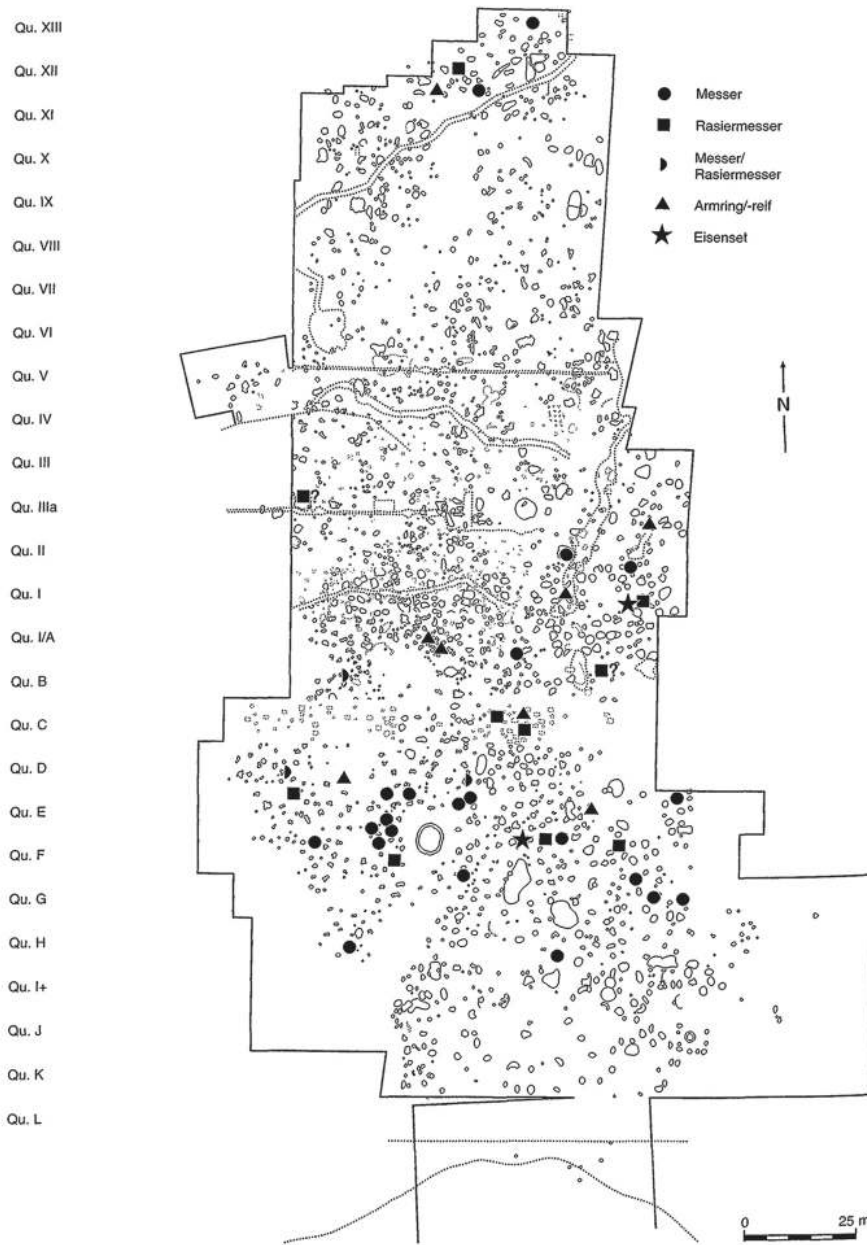 Qu. XIII
Qu. XII
Qu. XI
Qu. X
Qu. IX
Qu. VIII
Qu. VII
Qu. VI
Qu. V
Qu. IV
Qu. III
Qu. IIIa
Qu. II
Qu. I
Qu. I/A
Qu. B
Qu. C
Qu. D
Qu. E
Qu. F
Qu. G
Qu. H
Qu. I+
Qu. J
Qu. K
Qu. L
Messer
Rasiermesser
Messer/
Rasiermesser
Armring/-reif
Eisenset
N
?
?
0 25 m